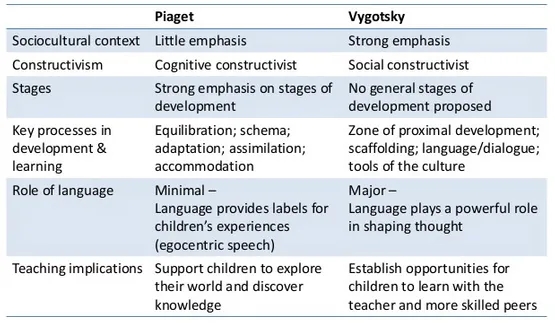 Piaget Vygotsky
Sociocultural context Little emphasis Strong emphasis
Constructivism Cognitive constructivist Social constructivist
Stages Strong emphasis on stages of No general stages of
development development proposed
Key processes in Equilibration; schema; Zone of proximal development;
development & adaptation; assimilation; scaffolding; language/dialogue;
learning accommodation tools of the culture
Role of language Minimal – Major –
Language provides labels for Language plays a powerful role
children's experiences in shaping thought
(egocentric speech)
Teaching implications Support children to explore Establish opportunities for
their world and discover children to learn with the
knowledge teacher and more skilled peers